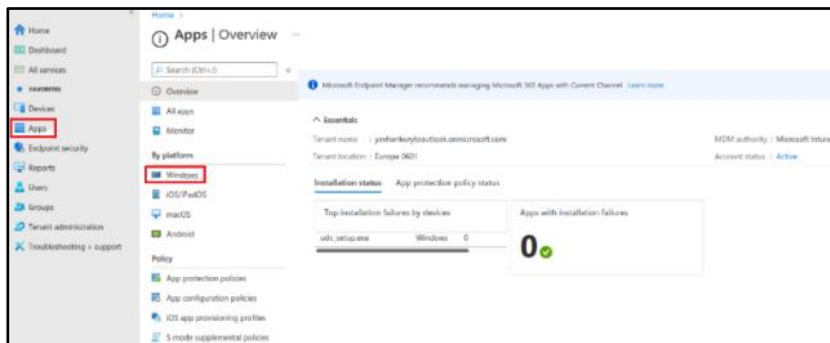 Home >
Apps | Overview
Search (Ctrl+/)
Home
Dashboard
All services
FAVORITES
Devices
Apps
Endpoint security
Reports
Users
Groups
Tenant administration
Troubleshooting + support
Overview
All apps
Monitor
By platform
Windows
iOS/iPadOS
macOS
Android
Policy
App protection policies
App configuration policies
iOS app provisioning profiles
S mode supplemental policies
Microsoft Endpoint Manager recommends managing Microsoft 365 Apps with Current Channel. Learn more
Essentials
Tenant name :
Tenant location : Europe 0601
MDM authority : Microsoft Intun
Account status : Active
Installation status App protection policy status
Top installation failures by devices
udc_setup.exe Windows 0
Apps with installation failures
0